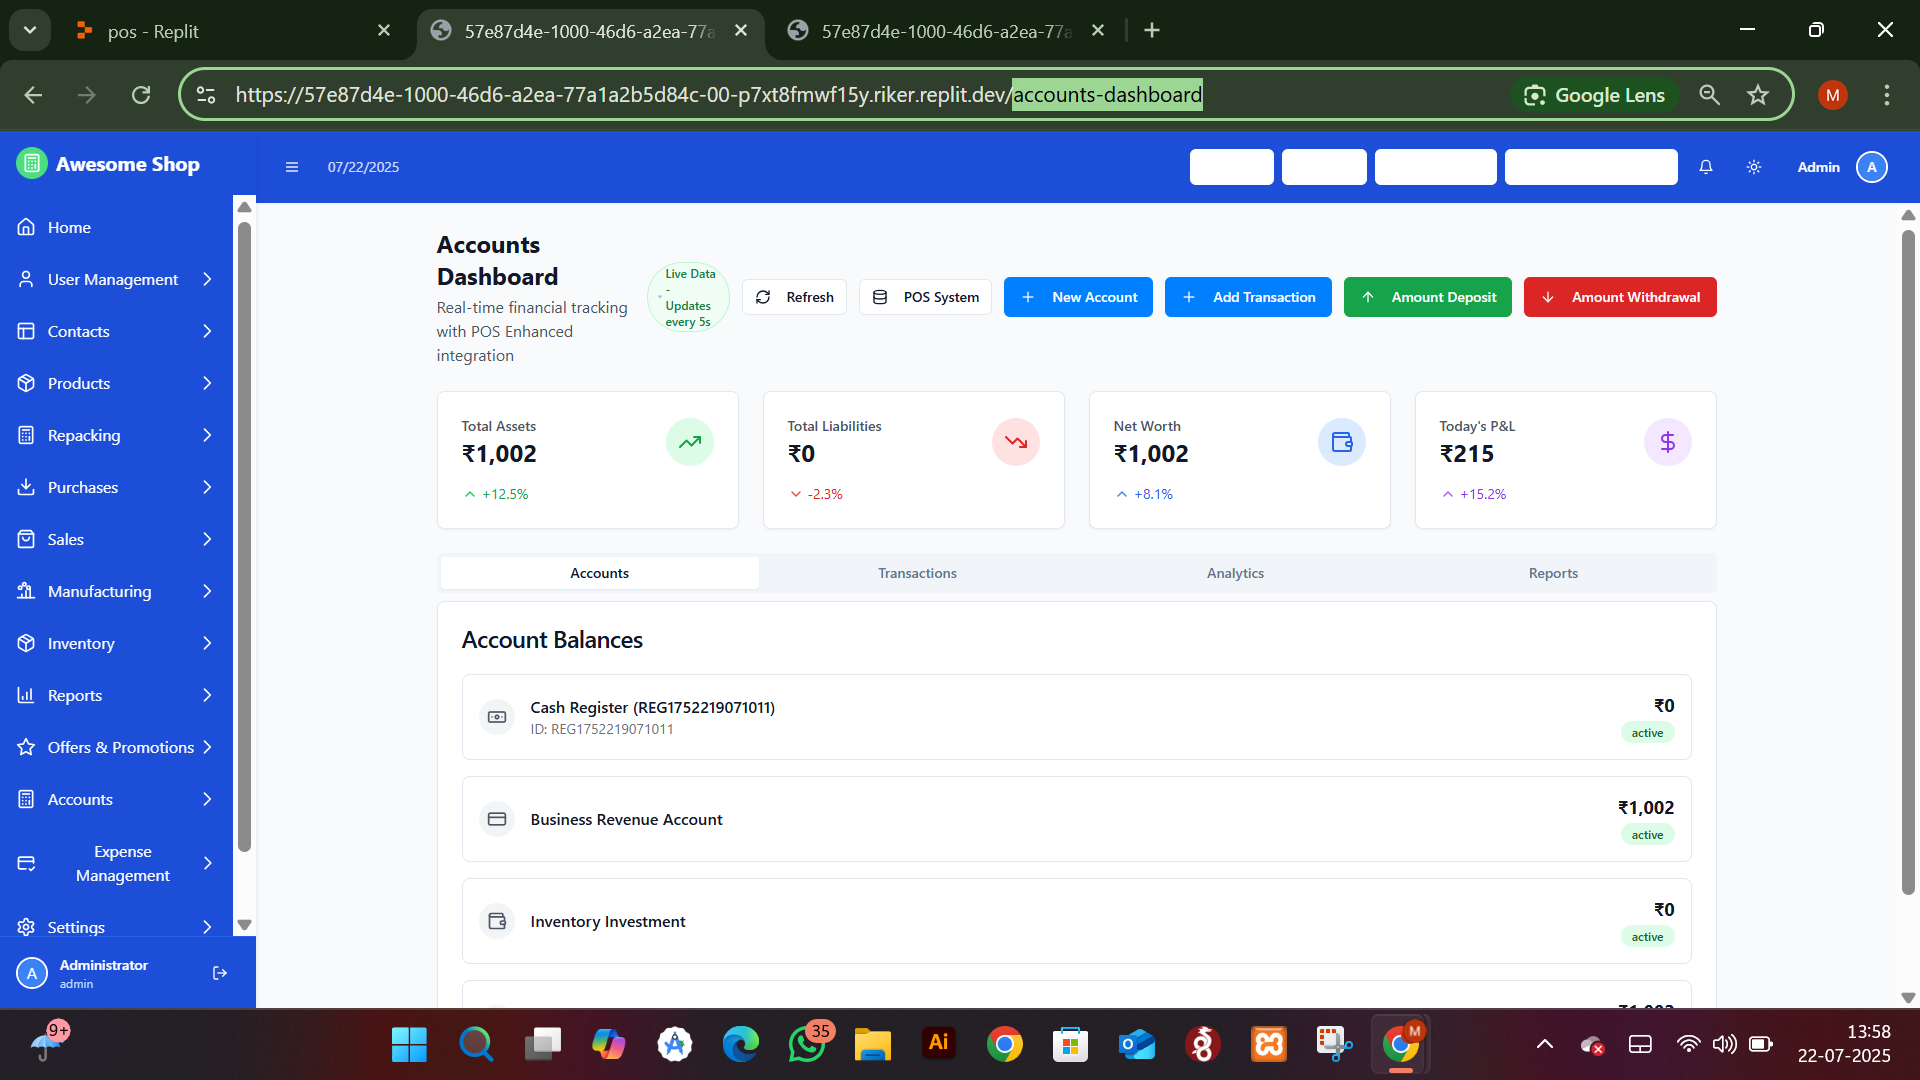 pos - Replit
57e87d4e-1000-46d6-a2ea-77a
57e87d4e-1000-46d6-a2ea-77a
https://57e87d4e-1000-46d6-a2ea-77a1a2b5d84c-00-p7xt8fmwf15y.riker.replit.dev/accounts-dashboard
Google Lens
M
Awesome Shop
07/22/2025
Admin
A
Home
User Management
Contacts
Products
Repacking
Purchases
Sales
Manufacturing
Inventory
Reports
Offers & Promotions
Accounts
Expense
Management
Settings
A
Administrator
admin
Accounts
Dashboard
Real-time financial tracking
with POS Enhanced
integration
Live Data
-
Updates
every 5s
Refresh
POS System
New Account
Add Transaction
Amount Deposit
Amount Withdrawal
Total Assets
₹1,002
+12.5%
Total Liabilities
₹0
-2.3%
Net Worth
₹1,002
+8.1%
Today's P&L
₹215
+15.2%
Accounts
Transactions
Analytics
Reports
Account Balances
Cash Register (REG1752219071011)
ID: REG1752219071011
₹0
active
Business Revenue Account
₹1,002
active
Inventory Investment
₹0
active
9+
35
Ai
M
13:58
22-07-2025